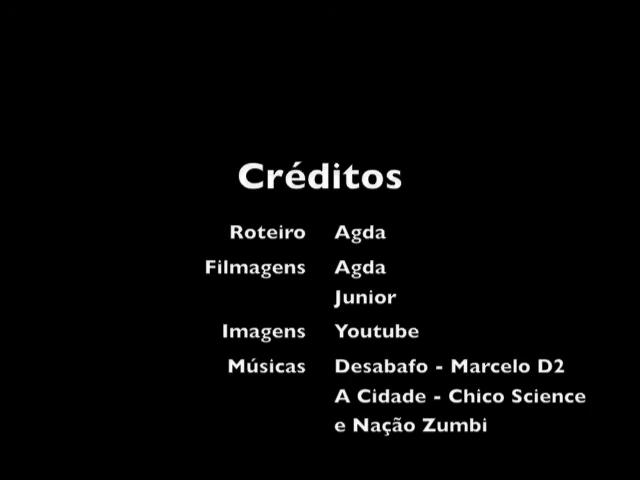 Créditos
Roteiro Agda
Filmagens Agda
Junior
Imagens Youtube
Músicas Desabafo - Marcelo D2
A Cidade - Chico Science
e Nação Zumbi